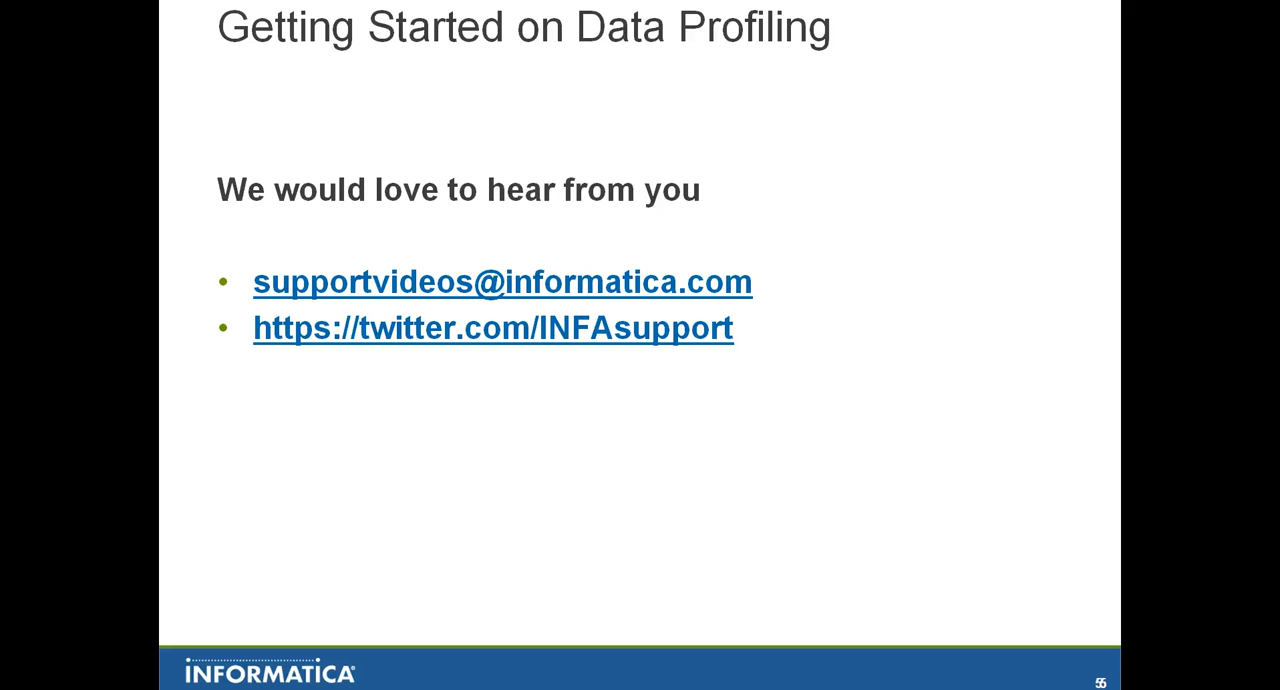 Getting Started on Data Profiling
We would love to hear from you
• supportvideos@informatica.com
• https://twitter.com/INFAsupport
INFORMATICA®
55